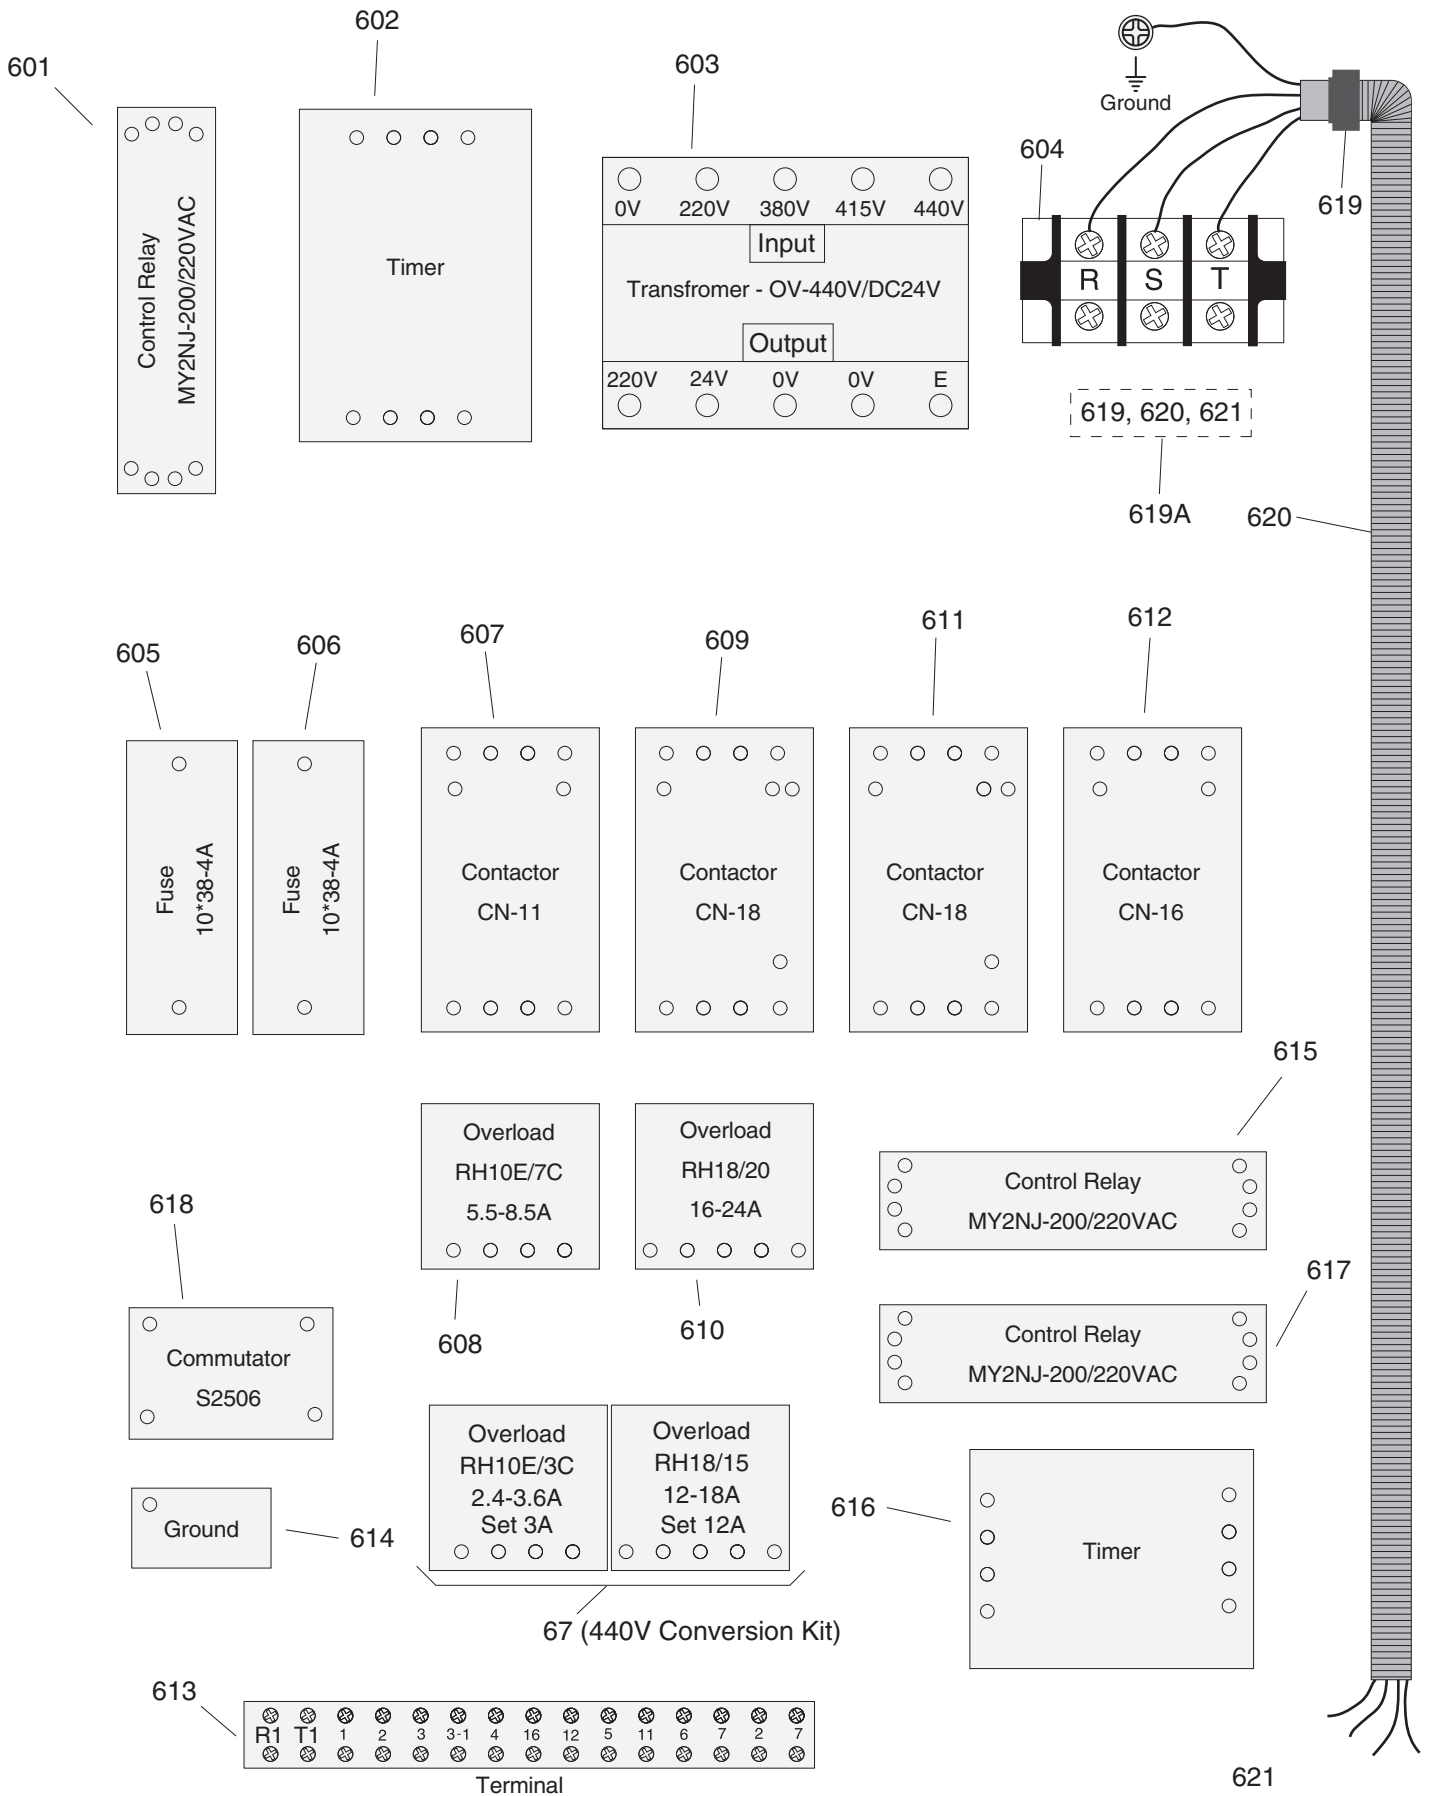 602
601
603
Ground
604
619
Control Relay
MY2NJ-200/220VAC
Timer
0V 220V 380V 415V 440V
Input
Transfromer - OV-440V/DC24V
Output
220V 24V 0V 0V E
R S T
619, 620, 621
619A
620
605
606
607
609
611
612
Fuse
10*38-4A
Fuse
10*38-4A
Contactor
CN-11
Contactor
CN-18
Contactor
CN-18
Contactor
CN-16
615
Overload
RH10E/7C
5.5-8.5A
Overload
RH18/20
16-24A
Control Relay
MY2NJ-200/220VAC
618
608
610
617
Commutator
S2506
Control Relay
MY2NJ-200/220VAC
Overload
RH10E/3C
2.4-3.6A
Set 3A
Overload
RH18/15
12-18A
Set 12A
Ground
614
616
Timer
67 (440V Conversion Kit)
613
R1 T1 1 2 3 3-1 4 16 12 5 11 6 7 2 7
Terminal
621